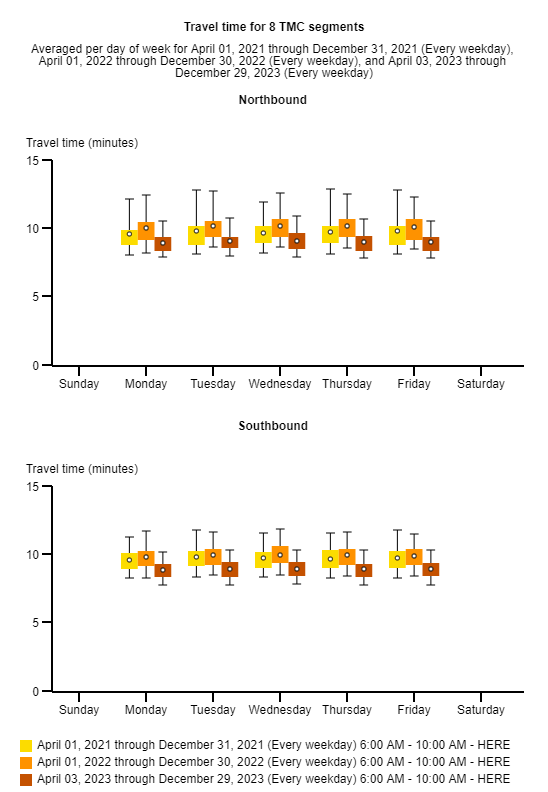 Travel time for 8 TMC segments
Averaged per day of week for April 01, 2021 through December 31, 2021 (Every weekday),
April 01, 2022 through December 30, 2022 (Every weekday), and April 03, 2023 through
December 29, 2023 (Every weekday)
Northbound
Travel time (minutes)
15
10
5
0
Sunday Monday Tuesday Wednesday Thursday Friday Saturday
Southbound
Travel time (minutes)
15
10
5
0
Sunday Monday Tuesday Wednesday Thursday Friday Saturday
April 01, 2021 through December 31, 2021 (Every weekday) 6:00 AM - 10:00 AM - HERE
April 01, 2022 through December 30, 2022 (Every weekday) 6:00 AM - 10:00 AM - HERE
April 03, 2023 through December 29, 2023 (Every weekday) 6:00 AM - 10:00 AM - HERE